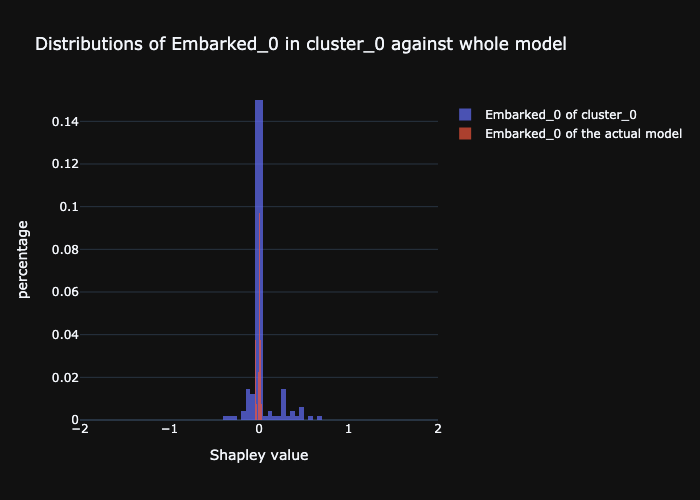 Distributions of Embarked_0 in cluster_0 against whole model
Embarked_0 of cluster_0
Embarked_0 of the actual model
percentage
0.14
0.12
0.1
0.08
0.06
0.04
0.02
0
−2 −1 0 1 2
Shapley value